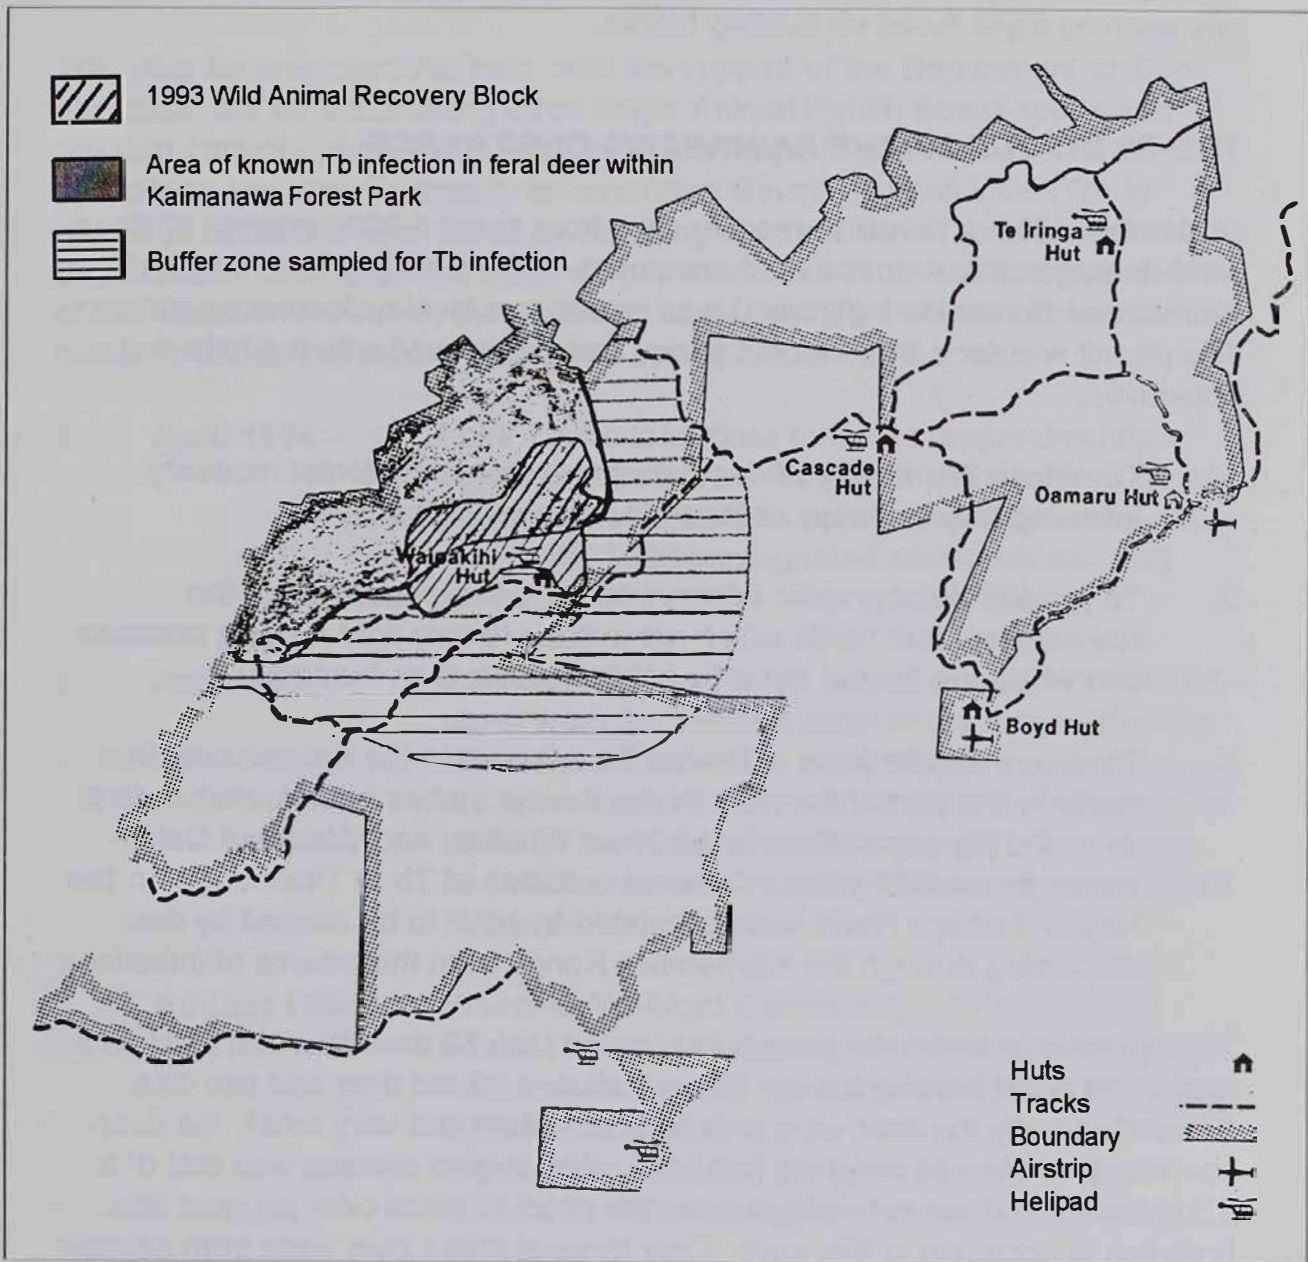 1993 Wild Animal Recovery Block
Area of known Tb infection in feral deer within
Kaimanawa Forest Park
Buffer zone sampled for Tb infection
Te Iringa
Hut
Cascade
Hut
Oamaru Hut
Waipakihi
Hut
Boyd Hut
Huts
Tracks
Boundary
Airstrip
Helipad